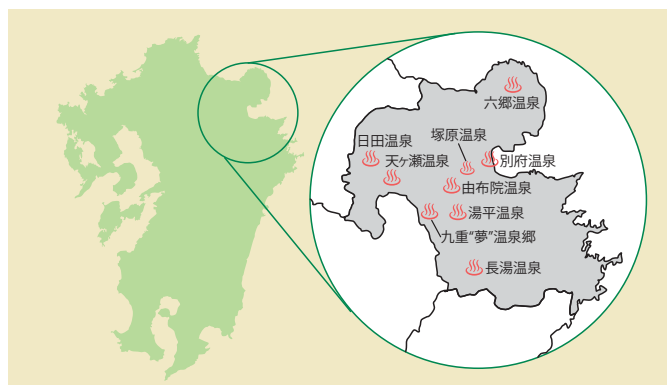 六郷温泉
日田温泉
塚原温泉
天ヶ瀬温泉
別府温泉
由布院温泉
湯平温泉
九重“夢”温泉郷
長湯温泉